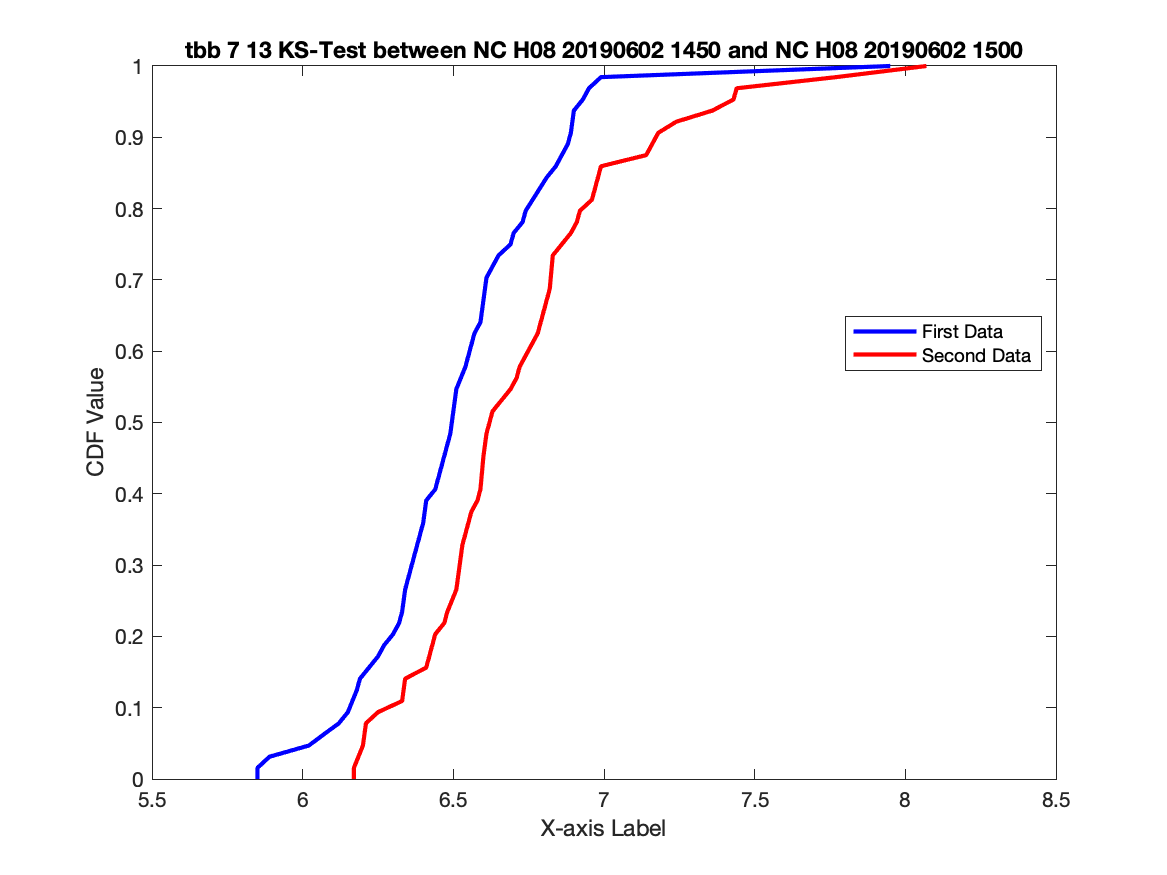 tbb 7 13 KS-Test between NC H08 20190602 1450 and NC H08 20190602 1500
1
0.9
0.8
0.7
0.6
0.5
0.4
0.3
0.2
0.1
0
CDF Value
First Data
Second Data
5.5 6 6.5 7 7.5 8 8.5
X-axis Label